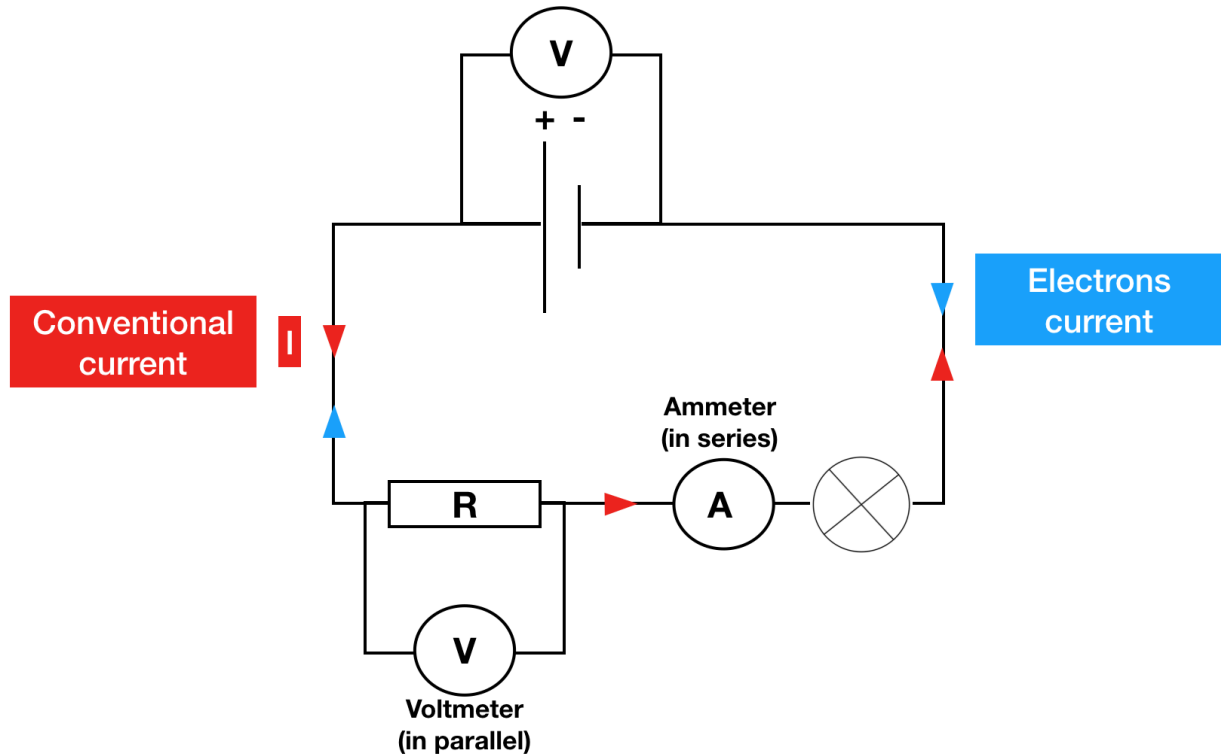 V
+ -
Conventional
current
I
Electrons
current
Ammeter
(in series)
R
A
V
Voltmeter
(in parallel)